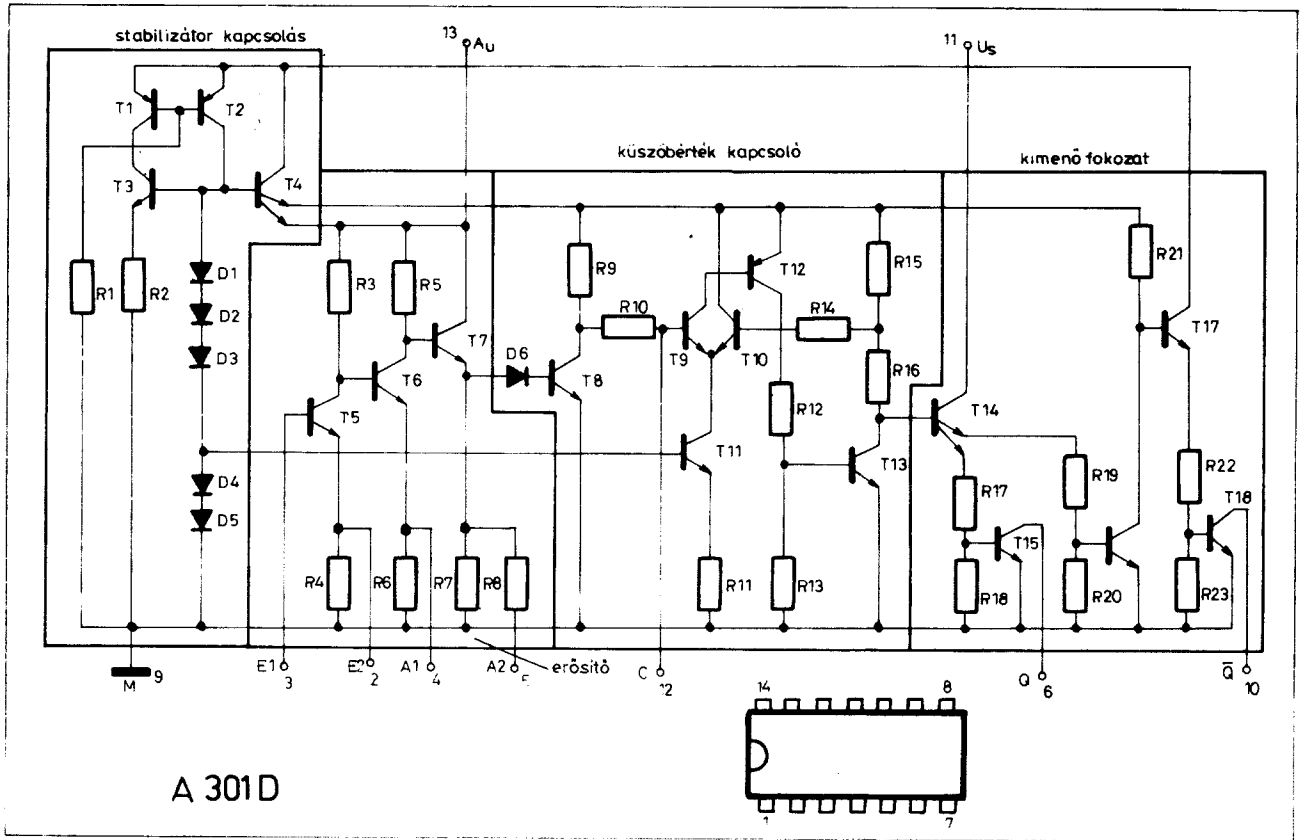 stabilizátor kapcsolás
13 Au
11 Us
T1
T2
küszöbérték kapcsoló
kimenő fokozat
T3
T4
R1
R2
D1
D2
D3
R3
R5
R9
R10
T12
R15
R21
R14
T17
T7
D6
T9
T10
T8
T6
T5
R12
R16
T14
T11
T13
R19
R22
T18
D4
D5
R17
T15
R4
R6
R7
R8
R11
R13
R18
R20
R23
M 9
E1
3
E2
2
A1
4
A2
erősítő
C
12
Q
6
Q̅
10
14
8
1
7
A 301D